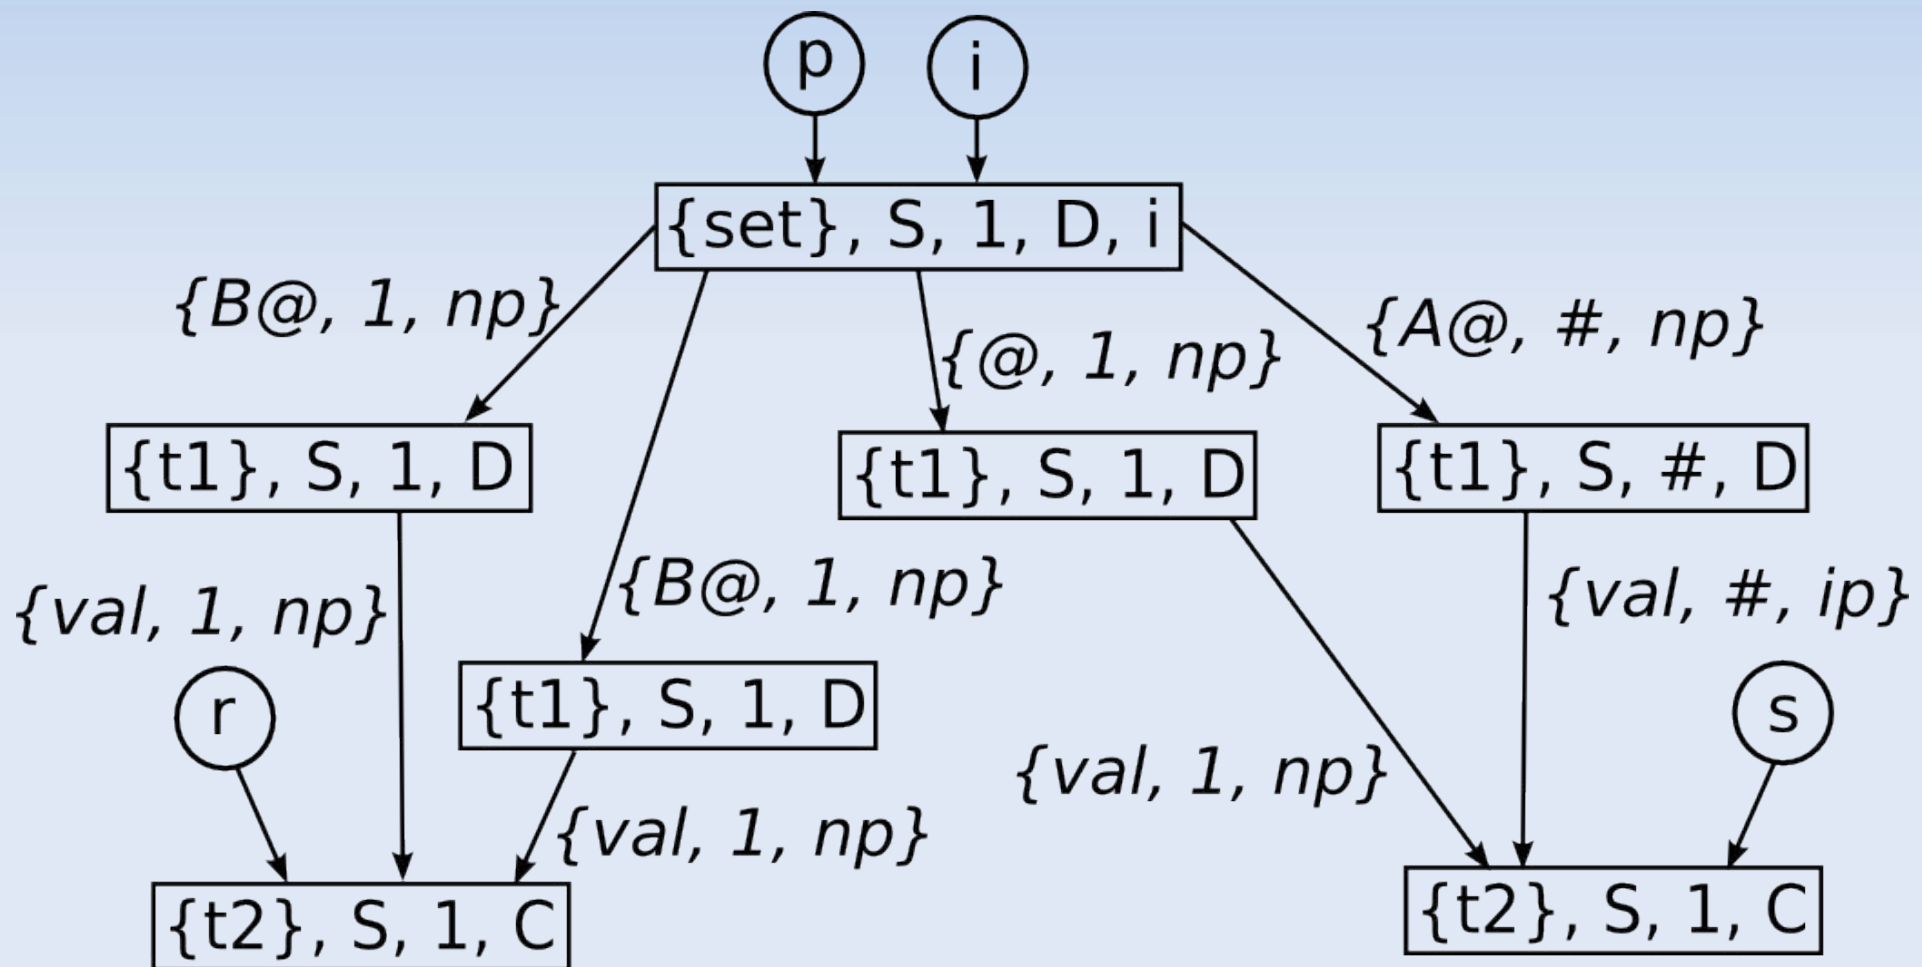 p
i
{set}, S, 1, D, i
{B@, 1, np}
{@, 1, np}
{A@, #, np}
{t1}, S, 1, D
{t1}, S, 1, D
{t1}, S, #, D
{val, 1, np}
{B@, 1, np}
{val, #, ip}
r
{t1}, S, 1, D
s
{val, 1, np}
{val, 1, np}
{t2}, S, 1, C
{t2}, S, 1, C